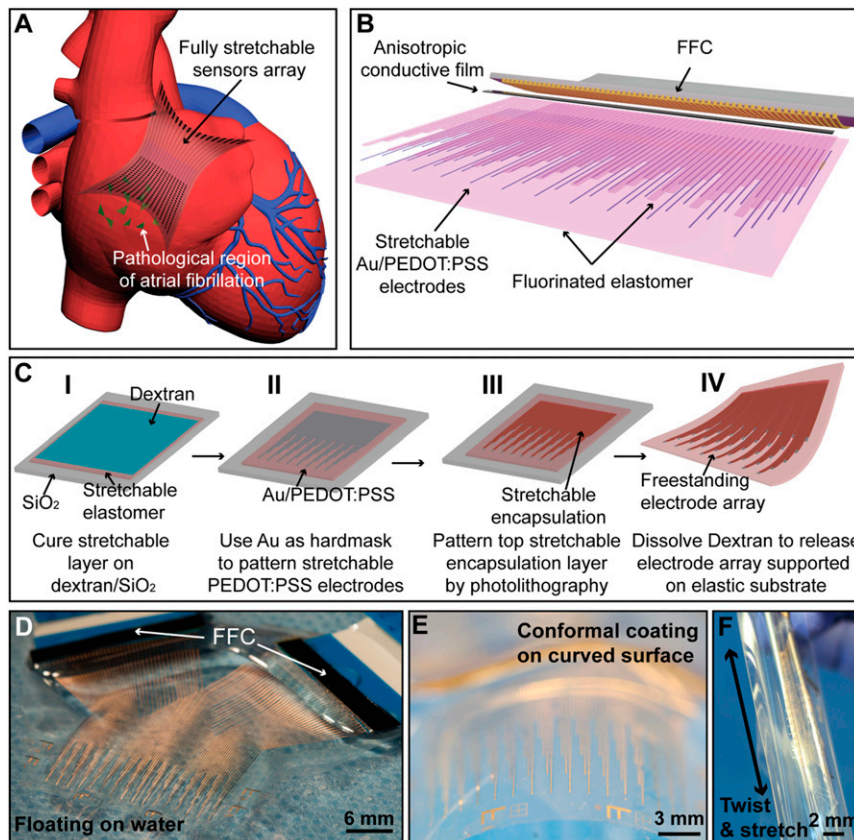 A
Fully stretchable
sensors array
Pathological region
of atrial fibrillation
B
Anisotropic
conductive film
FFC
Stretchable
Au/PEDOT:PSS
electrodes
Fluorinated elastomer
C
I
Dextran
SiO₂
Stretchable
elastomer
Cure stretchable
layer on
dextran/SiO₂
II
Au/PEDOT:PSS
Use Au as hardmask
to pattern stretchable
PEDOT:PSS electrodes
III
Stretchable
encapsulation
Pattern top stretchable
encapsulation layer
by photolithography
IV
Freestanding
electrode array
Dissolve Dextran to release
electrode array supported
on elastic substrate
D
FFC
Floating on water
6 mm
E
Conformal coating
on curved surface
3 mm
F
Twist
& stretch
2 mm